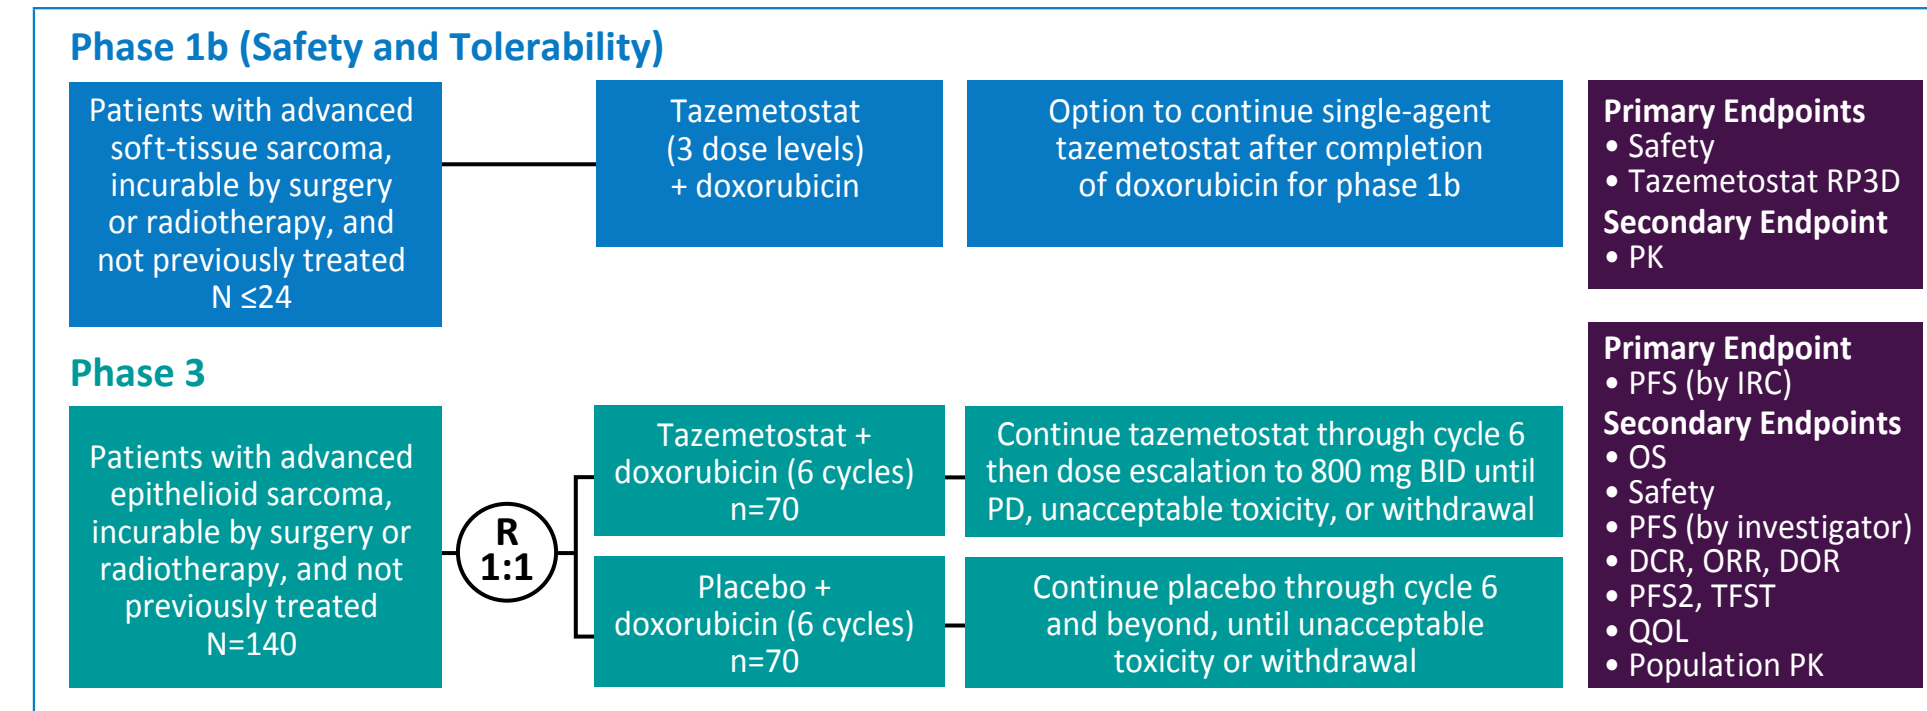 Phase 1b (Safety and Tolerability)
Patients with advanced
soft-tissue sarcoma,
incurable by surgery
or radiotherapy, and
not previously treated
N ≤24
Tazemetostat
(3 dose levels)
+ doxorubicin
Option to continue single-agent
tazemetostat after completion
of doxorubicin for phase 1b
Primary Endpoints
• Safety
• Tazemetostat RP3D
Secondary Endpoint
• PK
Phase 3
Patients with advanced
epithelioid sarcoma,
incurable by surgery or
radiotherapy, and not
previously treated
N=140
R
1:1
Tazemetostat +
doxorubicin (6 cycles)
n=70
Continue tazemetostat through cycle 6
then dose escalation to 800 mg BID until
PD, unacceptable toxicity, or withdrawal
Placebo +
doxorubicin (6 cycles)
n=70
Continue placebo through cycle 6
and beyond, until unacceptable
toxicity or withdrawal
Primary Endpoint
• PFS (by IRC)
Secondary Endpoints
• OS
• Safety
• PFS (by investigator)
• DCR, ORR, DOR
• PFS2, TFST
• QOL
• Population PK